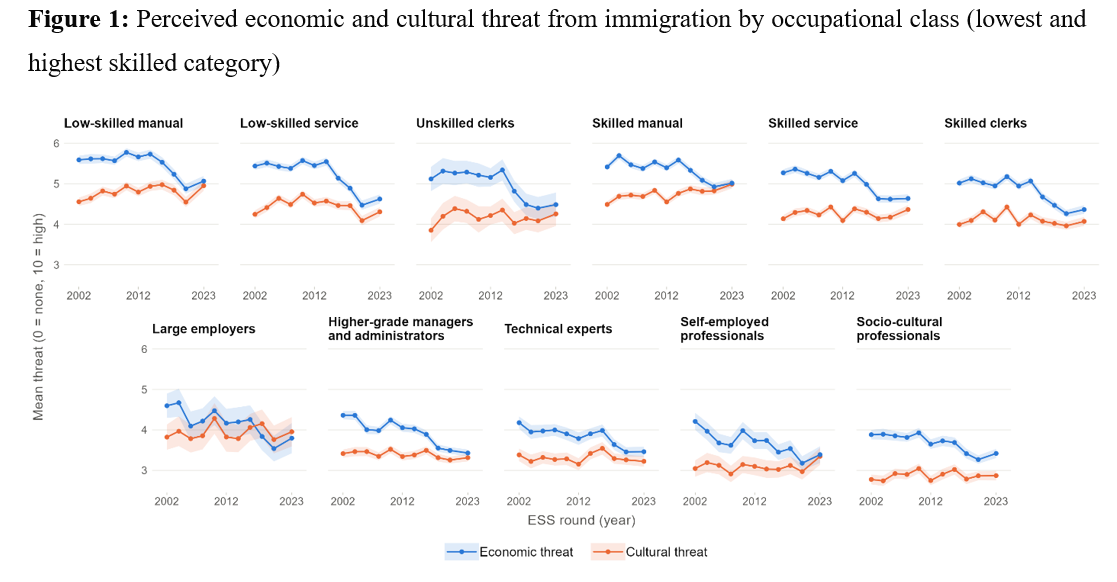 Figure 1: Perceived economic and cultural threat from immigration by occupational class (lowest and
highest skilled category)
Mean threat (0 = none, 10 = high)
Low-skilled manual
Low-skilled service
Unskilled clerks
Skilled manual
Skilled service
Skilled clerks
6
5
4
3
2002 2012 2023
2002 2012 2023
2002 2012 2023
2002 2012 2023
2002 2012 2023
2002 2012 2023
Large employers
Higher-grade managers
and administrators
Technical experts
Self-employed
professionals
Socio-cultural
professionals
6
5
4
3
2002 2012 2023
2002 2012 2023
2002 2012 2023
2002 2012 2023
2002 2012 2023
ESS round (year)
Economic threat Cultural threat